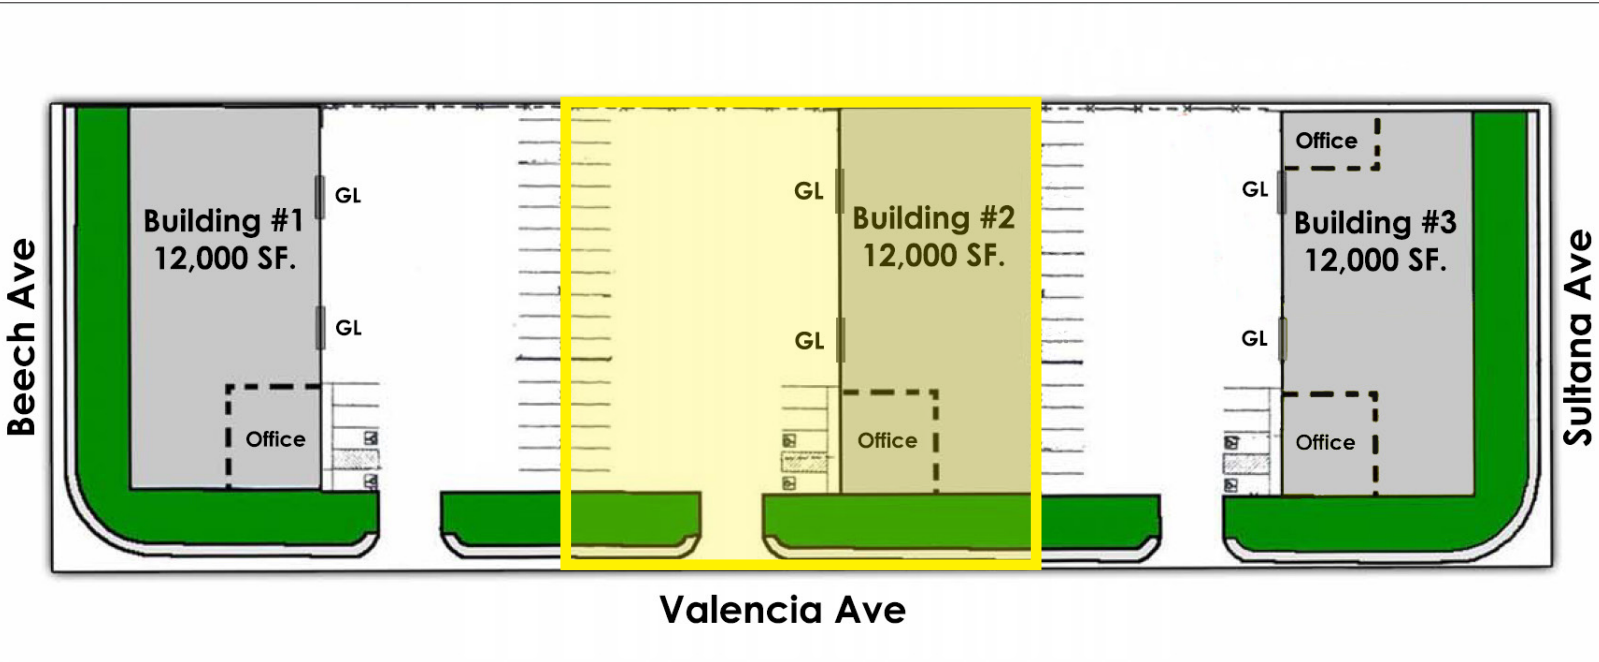 Beech Ave
Building #1
12,000 SF.
GL
GL
Office
GL
GL
Building #2
12,000 SF.
Office
Office
GL
Building #3
12,000 SF.
GL
Office
Sultana Ave
Valencia Ave